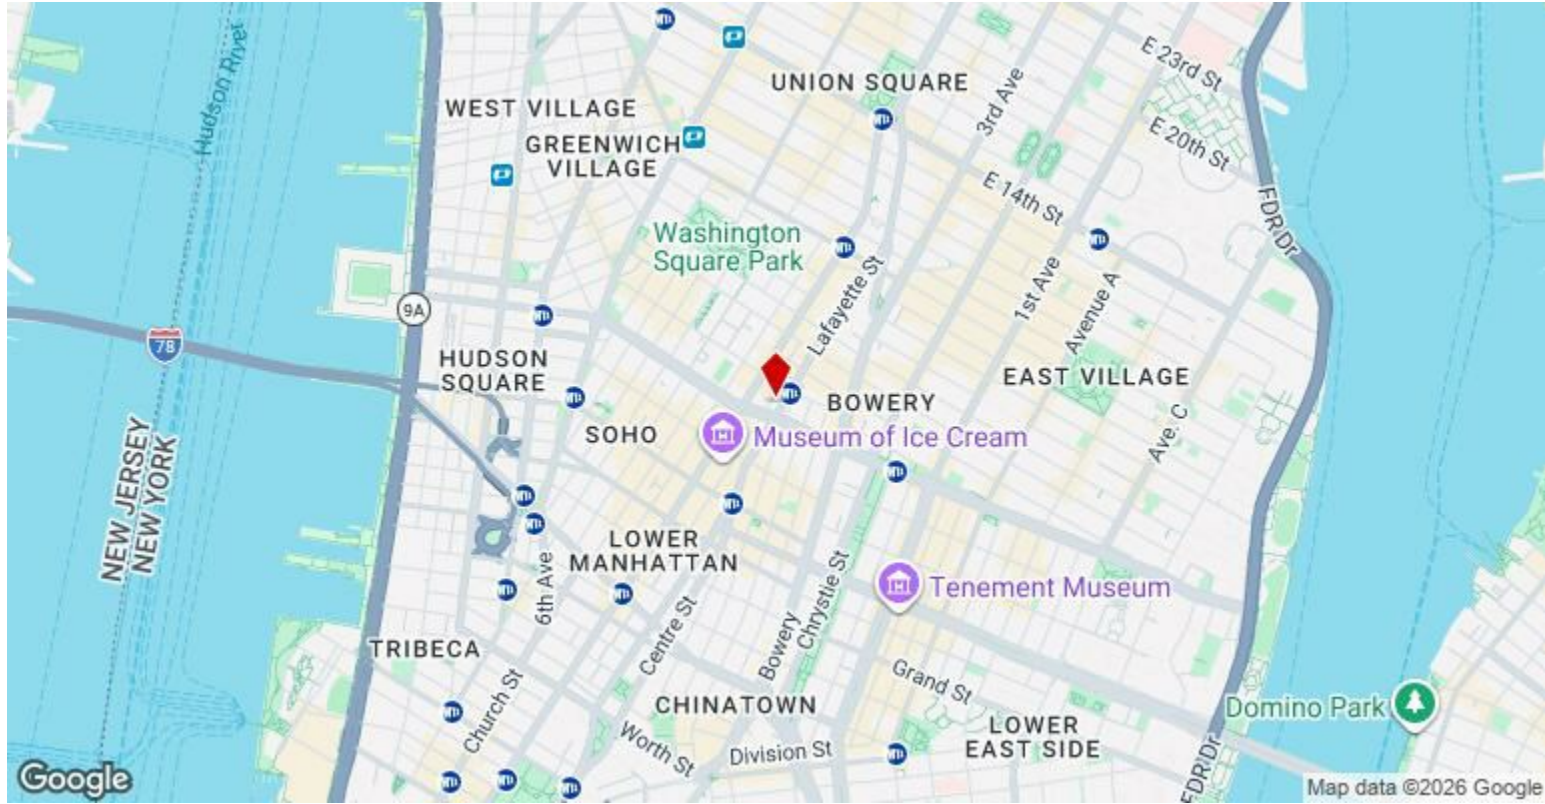 Hudson River
E 23rd St
UNION SQUARE
3rd Ave
WEST VILLAGE
E 20th St
GREENWICH
VILLAGE
E 14th St
FDR Dr
Washington
Square Park
Lafayette St
1st Ave
Avenue A
9A
78
HUDSON
SQUARE
EAST VILLAGE
BOWERY
SOHO
Museum of Ice Cream
Ave. C
NEW JERSEY
NEW YORK
LOWER
MANHATTAN
6th Ave
Chrystie St
Tenement Museum
Centre St
Bowery
TRIBECA
Grand St
Church St
CHINATOWN
Domino Park
LOWER
EAST SIDE
Worth St
Division St
FDR Dr
Google
Map data ©2026 Google